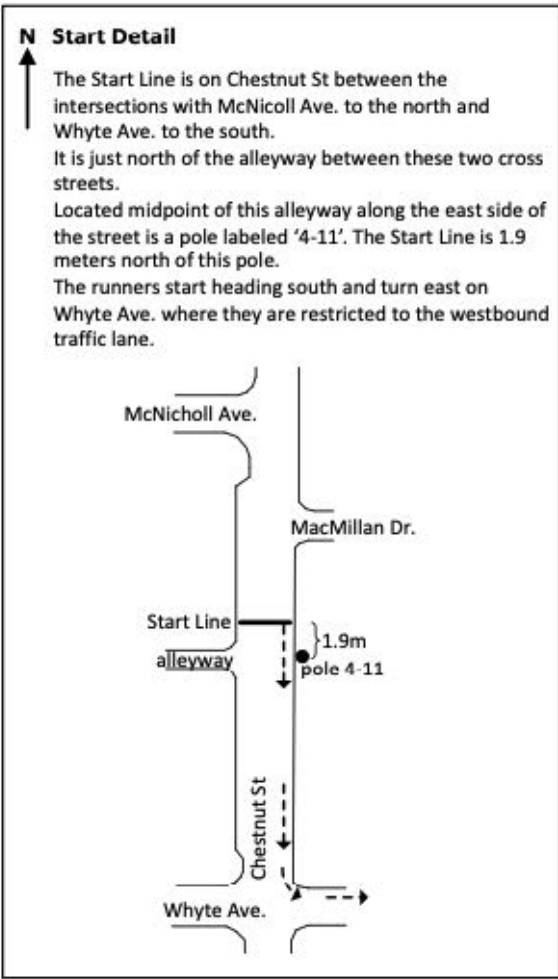 N Start Detail
The Start Line is on Chestnut St between the
intersections with McNicoll Ave. to the north and
Whyte Ave. to the south.
It is just north of the alleyway between these two cross
streets.
Located midpoint of this alleyway along the east side of
the street is a pole labeled ‘4-11’. The Start Line is 1.9
meters north of this pole.
The runners start heading south and turn east on
Whyte Ave. where they are restricted to the westbound
traffic lane.
McNicholl Ave.
MacMillan Dr.
Start Line
1.9m
alleyway
pole 4-11
Chestnut St
Whyte Ave.